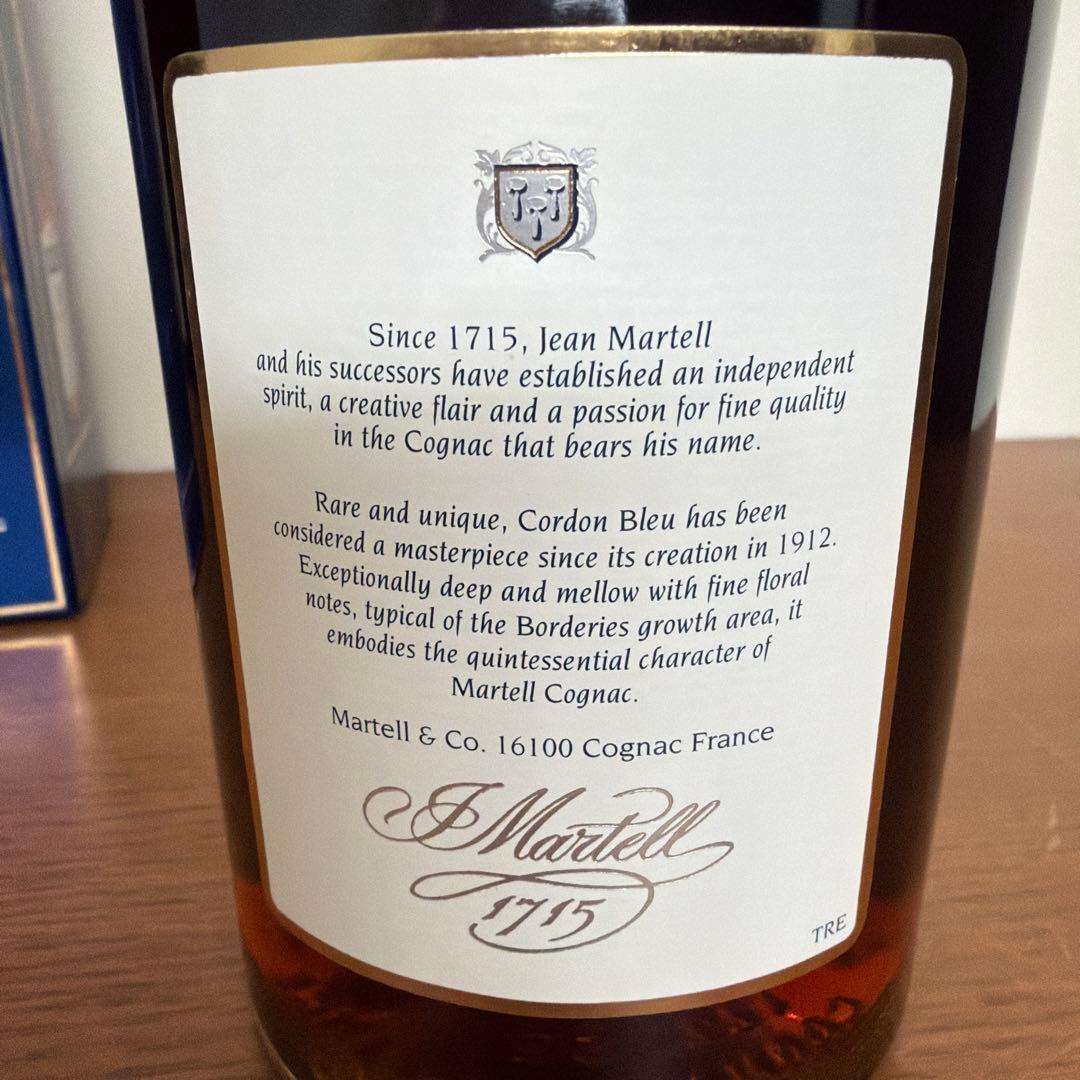 Since 1715, Jean Martell
and his successors have established an independent
spirit, a creative flair and a passion for fine quality
in the Cognac that bears his name.
Rare and unique, Cordon Bleu has been
considered a masterpiece since its creation in 1912.
Exceptionally deep and mellow with fine floral
notes, typical of the Borderies growth area, it
embodies the quintessential character of
Martell Cognac.
Martell & Co. 16100 Cognac France
J Martell
1715
TRE